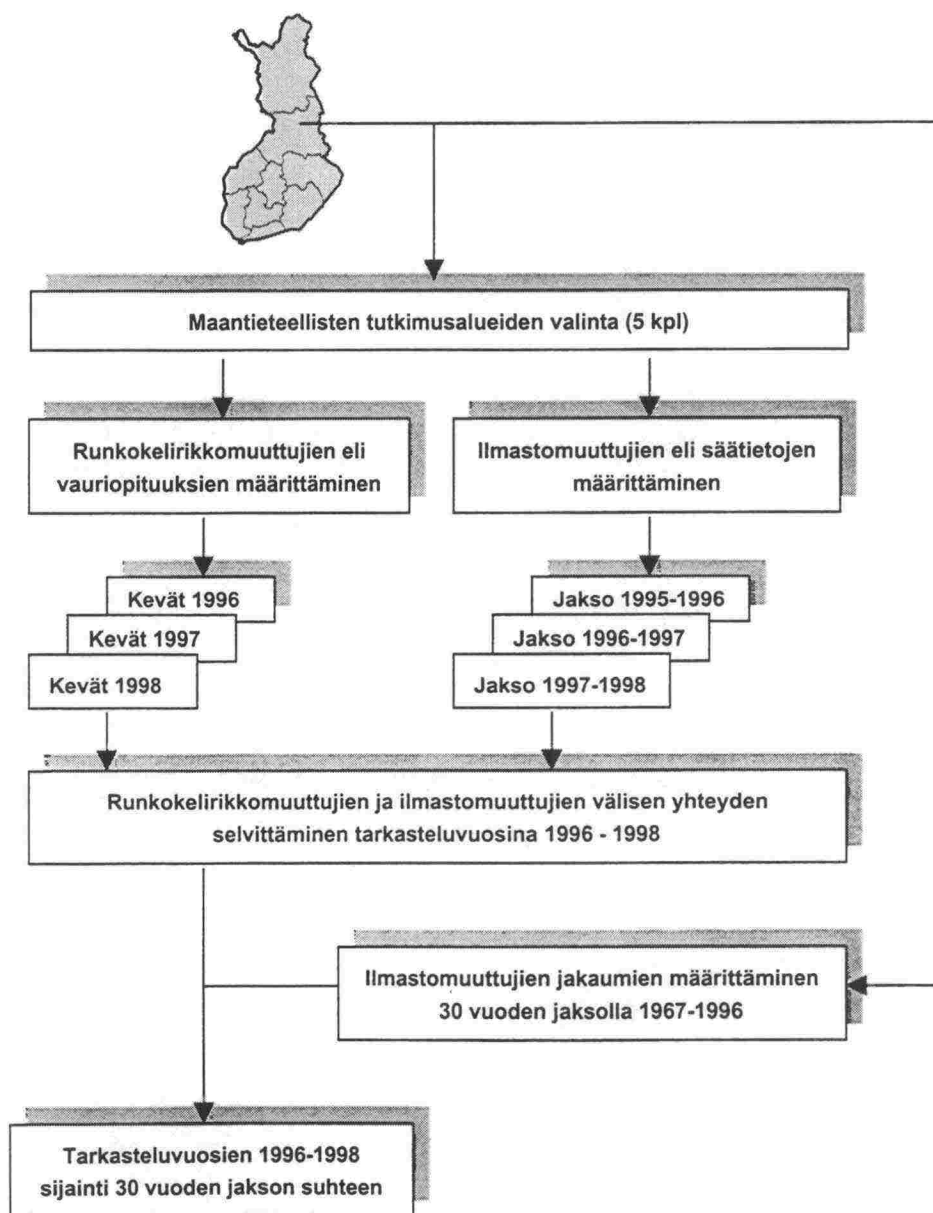 Maantieteellisten tutkimusalueiden valinta (5 kpl)
Runkokelirikkomuuttujien eli
vauriopituuksien määrittäminen
Ilmastomuuttujien eli säätietojen
määrittäminen
Kevät 1996
Kevät 1997
Kevät 1998
Jakso 1995-1996
Jakso 1996-1997
Jakso 1997-1998
Runkokelirikkomuuttujien ja ilmastomuuttujien välisen yhteyden
selvittäminen tarkasteluvuosina 1996 - 1998
Ilmastomuuttujien jakaumien määrittäminen
30 vuoden jaksolla 1967-1996
Tarkasteluvuosien 1996-1998
sijainti 30 vuoden jakson suhteen